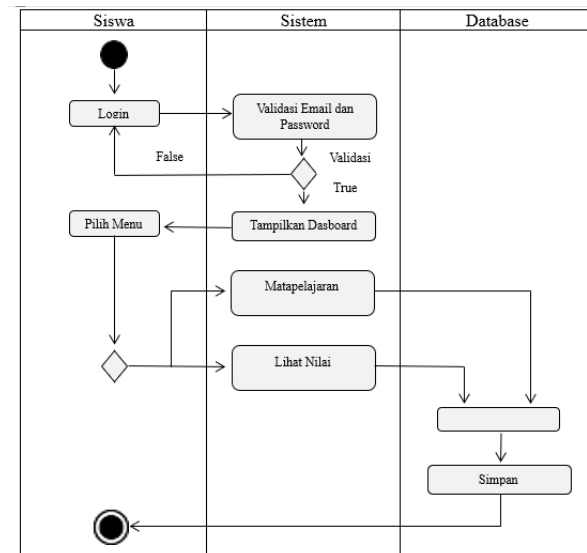 Siswa
Sistem
Database
Login
Validasi Email dan
Password
False
Validasi
True
Pilih Menu
Tampilkan Dasboard
Matapelajaran
Lihat Nilai
Simpan